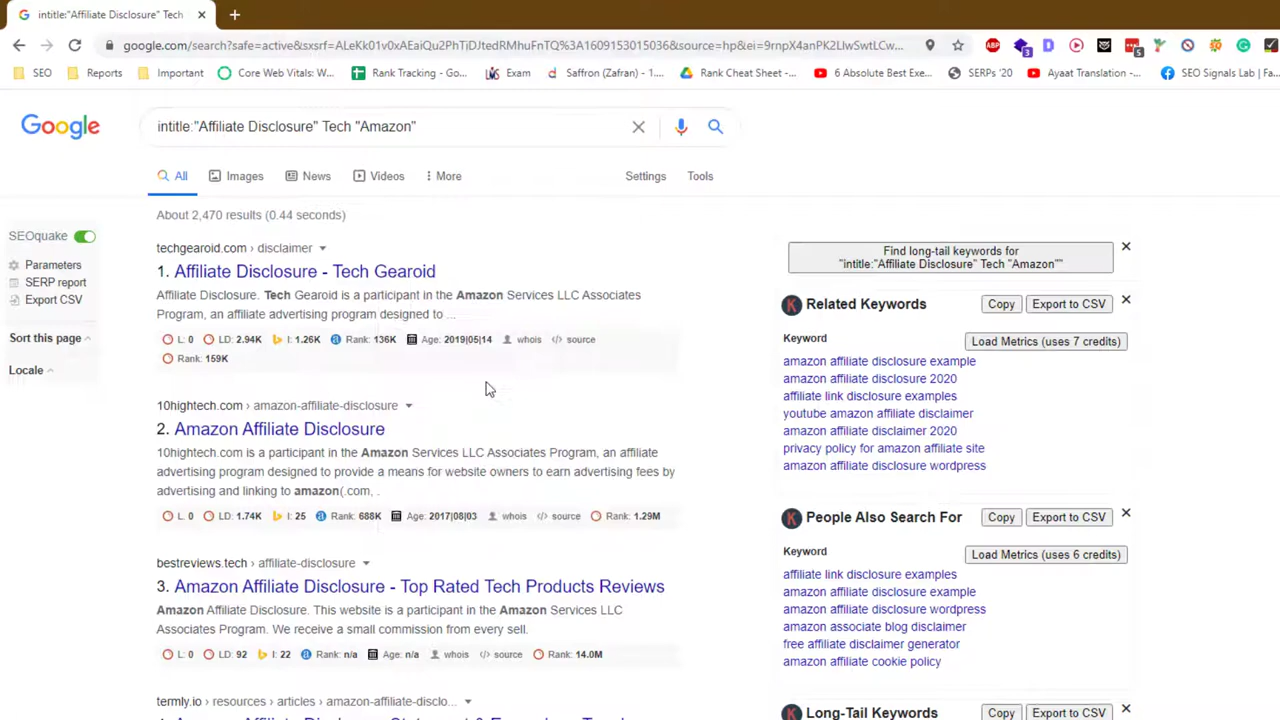 intitle:"Affiliate Disclosure" Tech
google.com/search?safe=active&sxsrf=ALeKk01v0xAEaiQu2PhTjDJtedRMhuFnTQ%3A1609153015036&source=hp&ei=9rnpX4anPK2LlwSwtLCw...
SEO Reports Important Core Web Vitals: W... Rank Tracking - Go... Exam Saffron (Zafran) - 1.... Rank Cheat Sheet -... 6 Absolute Best Exe... SERPs '20 Ayaat Translation -... SEO Signals Lab | Fa...
Google
intitle:"Affiliate Disclosure" Tech "Amazon"
All Images News Videos More Settings Tools
About 2,470 results (0.44 seconds)
SEOquake
Parameters
SERP report
Export CSV
Sort this page
Locale
techgearoid.com › disclaimer
1. Affiliate Disclosure - Tech Gearoid
Affiliate Disclosure. Tech Gearoid is a participant in the Amazon Services LLC Associates
Program, an affiliate advertising program designed to ...
L: 0 LD: 2.94K I: 1.26K Rank: 136K Age: 2019|05|14 whois source
Rank: 159K
10hightech.com › amazon-affiliate-disclosure
2. Amazon Affiliate Disclosure
10hightech.com is a participant in the Amazon Services LLC Associates Program, an affiliate
advertising program designed to provide a means for website owners to earn advertising fees by
advertising and linking to amazon(.com, .
L: 0 LD: 1.74K I: 25 Rank: 688K Age: 2017|08|03 whois source Rank: 1.29M
bestreviews.tech › affiliate-disclosure
3. Amazon Affiliate Disclosure - Top Rated Tech Products Reviews
Amazon Affiliate Disclosure. This website is a participant in the Amazon Services LLC
Associates Program. We receive a small commission from every sell.
L: 0 LD: 92 I: 22 Rank: n/a Age: n/a whois source Rank: 14.0M
termly.io › resources › articles › amazon-affiliate-disclo...
Find long-tail keywords for
"intitle:"Affiliate Disclosure" Tech "Amazon""
Related Keywords Copy Export to CSV
Keyword Load Metrics (uses 7 credits)
amazon affiliate disclosure example
amazon affiliate disclosure 2020
affiliate link disclosure examples
youtube amazon affiliate disclaimer
amazon affiliate disclaimer 2020
privacy policy for amazon affiliate site
amazon affiliate disclosure wordpress
People Also Search For Copy Export to CSV
Keyword Load Metrics (uses 6 credits)
affiliate link disclosure examples
amazon affiliate disclosure example
amazon affiliate disclosure wordpress
amazon associate blog disclaimer
free affiliate disclaimer generator
amazon affiliate cookie policy
Long-Tail Keywords Copy Export to CSV